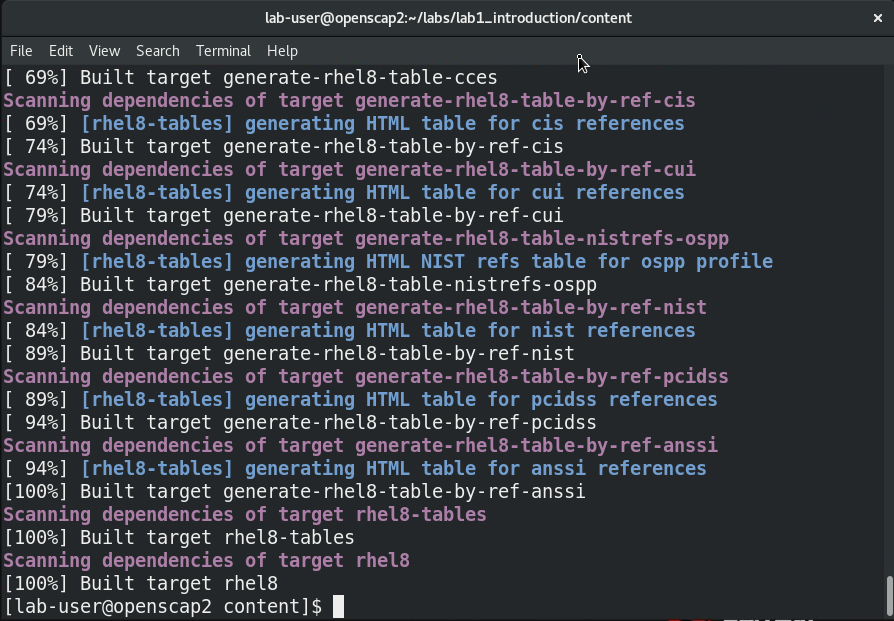 lab-user@openscap2:~/labs/lab1_introduction/content
File Edit View Search Terminal Help
[ 69%] Built target generate-rhel8-table-cces
Scanning dependencies of target generate-rhel8-table-by-ref-cis
[ 69%] [rhel8-tables] generating HTML table for cis references
[ 74%] Built target generate-rhel8-table-by-ref-cis
Scanning dependencies of target generate-rhel8-table-by-ref-cui
[ 74%] [rhel8-tables] generating HTML table for cui references
[ 79%] Built target generate-rhel8-table-by-ref-cui
Scanning dependencies of target generate-rhel8-table-nistrefs-ospp
[ 79%] [rhel8-tables] generating HTML NIST refs table for ospp profile
[ 84%] Built target generate-rhel8-table-nistrefs-ospp
Scanning dependencies of target generate-rhel8-table-by-ref-nist
[ 84%] [rhel8-tables] generating HTML table for nist references
[ 89%] Built target generate-rhel8-table-by-ref-nist
Scanning dependencies of target generate-rhel8-table-by-ref-pcidss
[ 89%] [rhel8-tables] generating HTML table for pcidss references
[ 94%] Built target generate-rhel8-table-by-ref-pcidss
Scanning dependencies of target generate-rhel8-table-by-ref-anssi
[ 94%] [rhel8-tables] generating HTML table for anssi references
[100%] Built target generate-rhel8-table-by-ref-anssi
Scanning dependencies of target rhel8-tables
[100%] Built target rhel8-tables
Scanning dependencies of target rhel8
[100%] Built target rhel8
[lab-user@openscap2 content]$